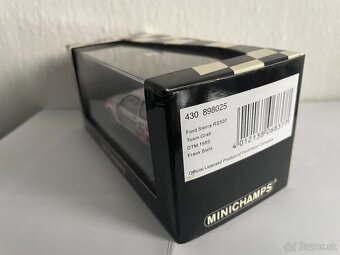 430 898025
Ford Sierra RS500
Team Grab
DTM 1989
Frank Biela
4012138068377
Official Licensed Product of Ford Motor Company
MINICHAMPS
bazos.sk